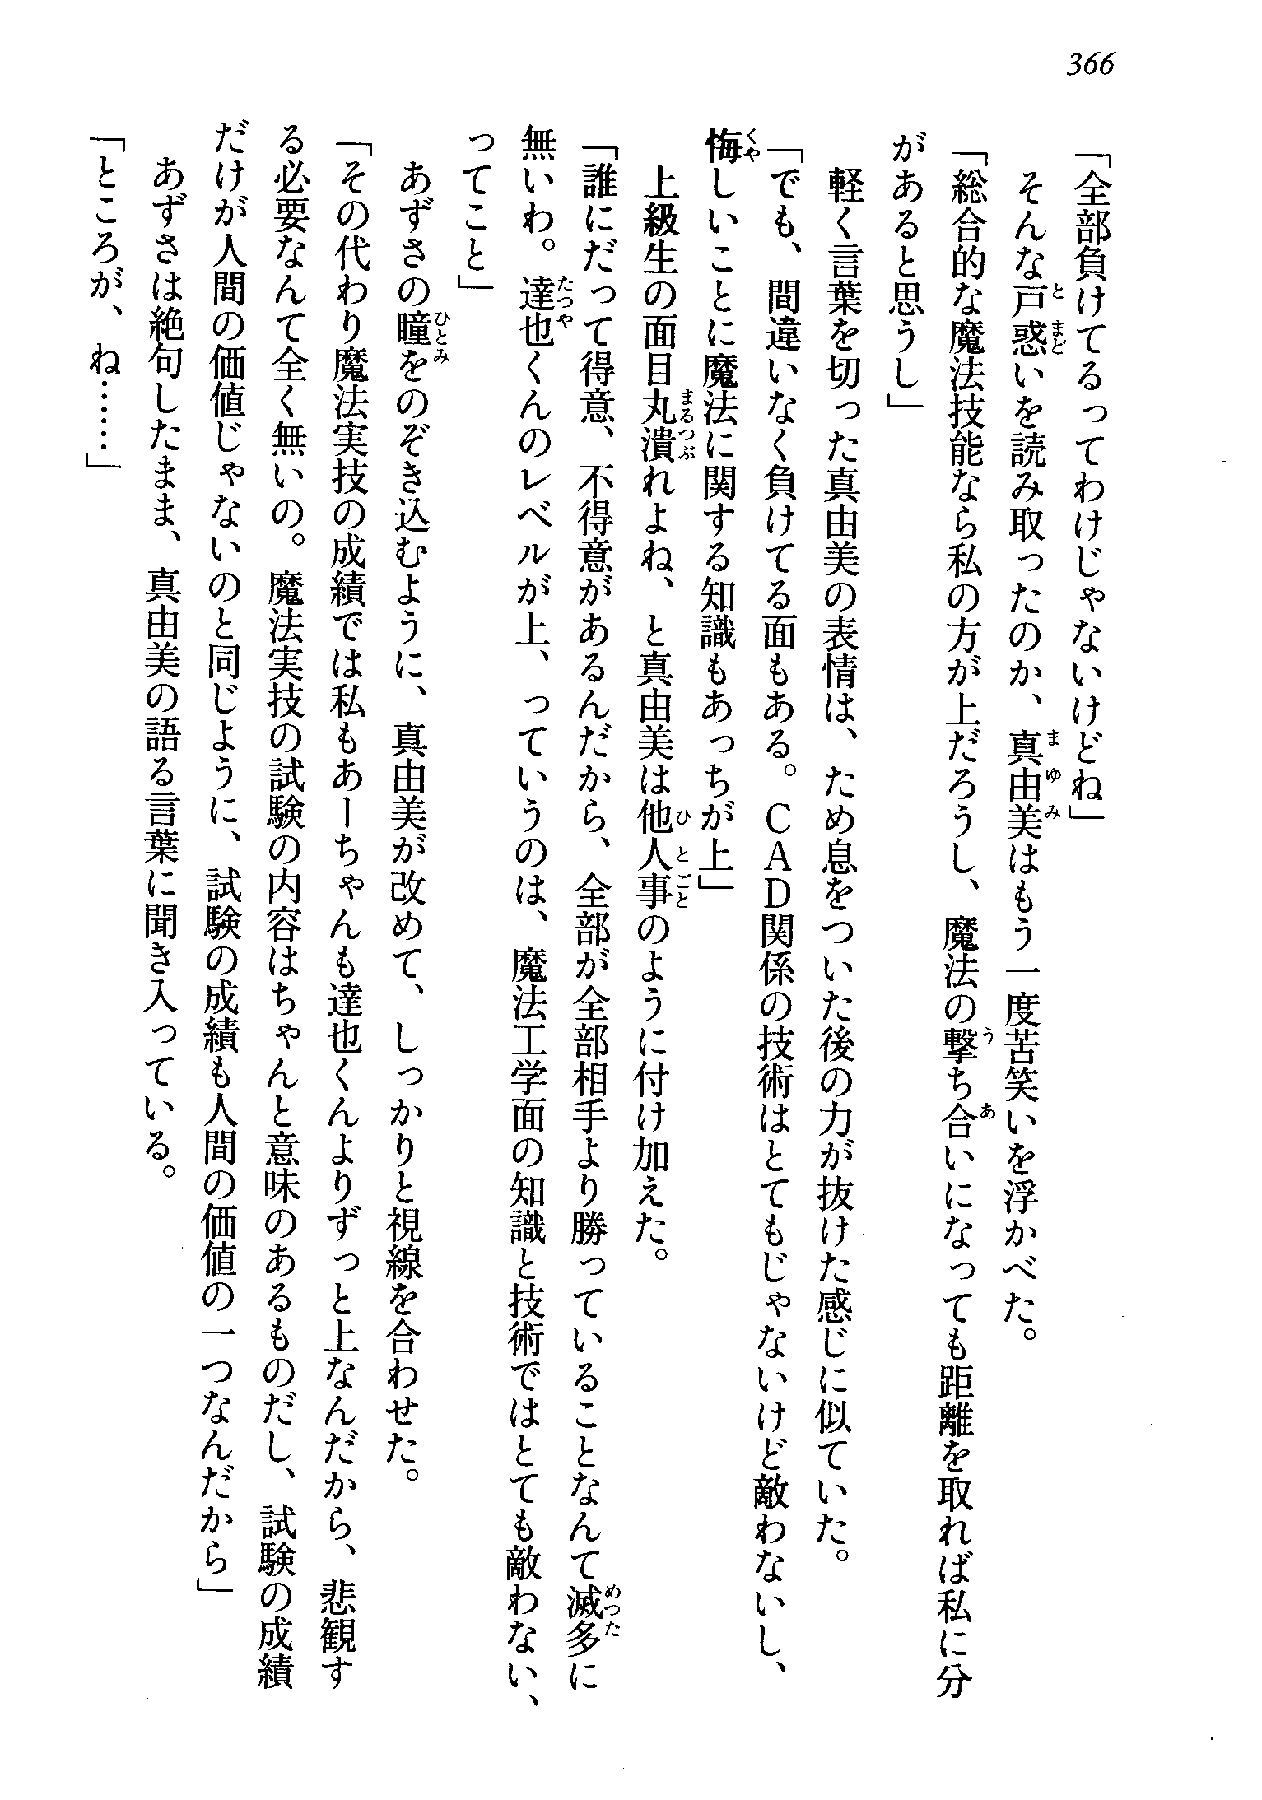 366
「全部負けてるってわけじゃないけどね」
　そんな戸惑いを読み取ったのか、真由美はもう一度苦笑いを浮かべた。
「総合的な魔法技能なら私の方が上だろうし、魔法の撃ち合いになっても距離を取れば私に分
があると思うし」
　軽く言葉を切った真由美の表情は、ため息をついた後の力が抜けた感じに似ていた。
「でも、間違いなく負けてる面もある。ＣＡＤ関係の技術はとてもじゃないけど敵わないし、
悔しいことに魔法に関する知識もあっちが上」
　上級生の面目丸潰れよね、と真由美は他人事のように付け加えた。
「誰にだって得意、不得意があるんだから、全部が全部相手より勝っていることなんて滅多に
無いわ。達也くんのレベルが上、っていうのは、魔法工学面の知識と技術ではとても敵わない、
ってこと」
　あずさの瞳をのぞき込むように、真由美が改めて、しっかりと視線を合わせた。
「その代わり魔法実技の成績では私もあーちゃんも達也くんよりずっと上なんだから、悲観す
る必要なんて全く無いの。魔法実技の試験の内容はちゃんと意味のあるものだし、試験の成績
だけが人間の価値じゃないのと同じように、試験の成績も人間の価値の一つなんだから」
　あずさは絶句したまま、真由美の語る言葉に聞き入っている。
「ところが、ね……」